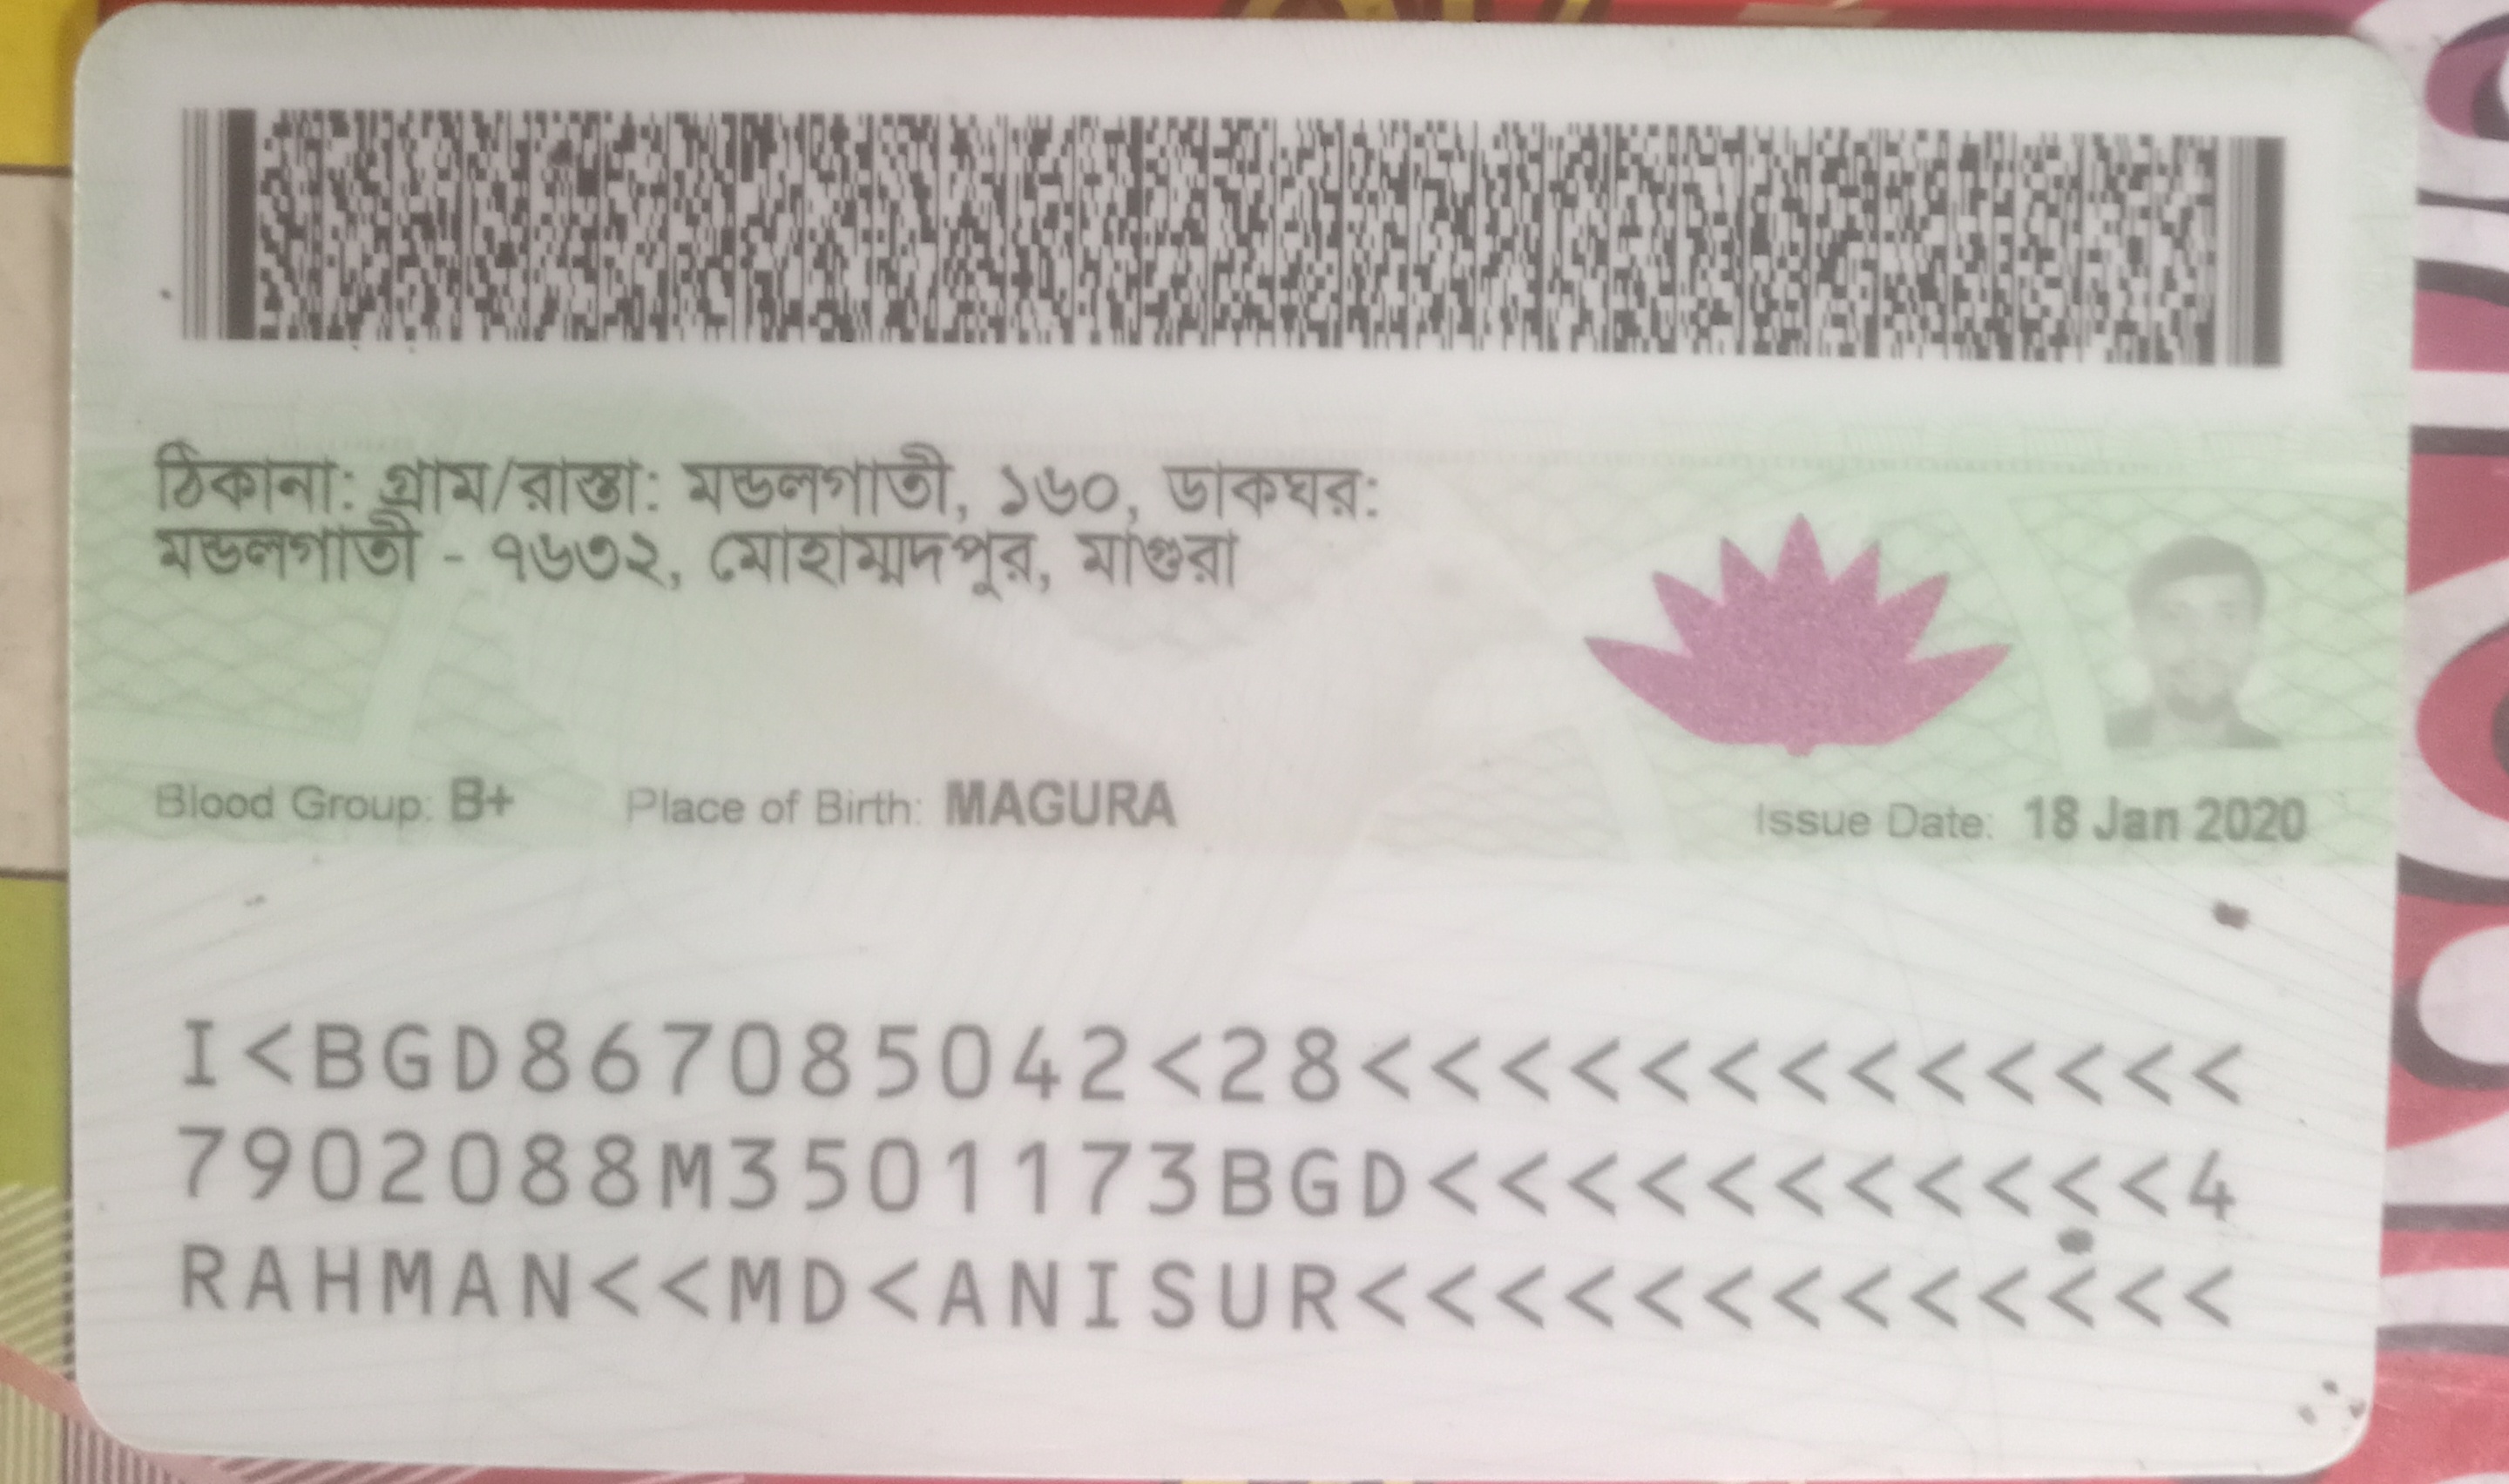 ঠিকানা: গ্রাম/রাস্তা: মন্ডলগাতী, ১৬০, ডাকঘর:
মন্ডলগাতী - ৭৬৩২, মোহাম্মদপুর, মাগুরা
Blood Group: B+ Place of Birth: MAGURA Issue Date: 18 Jan 2020
I<BGD867085042<28<<<<<<<<<<<<<
7902088M3501173BGD<<<<<<<<<<<4
RAHMAN<<MD<ANISUR<<<<<<<<<<<<<